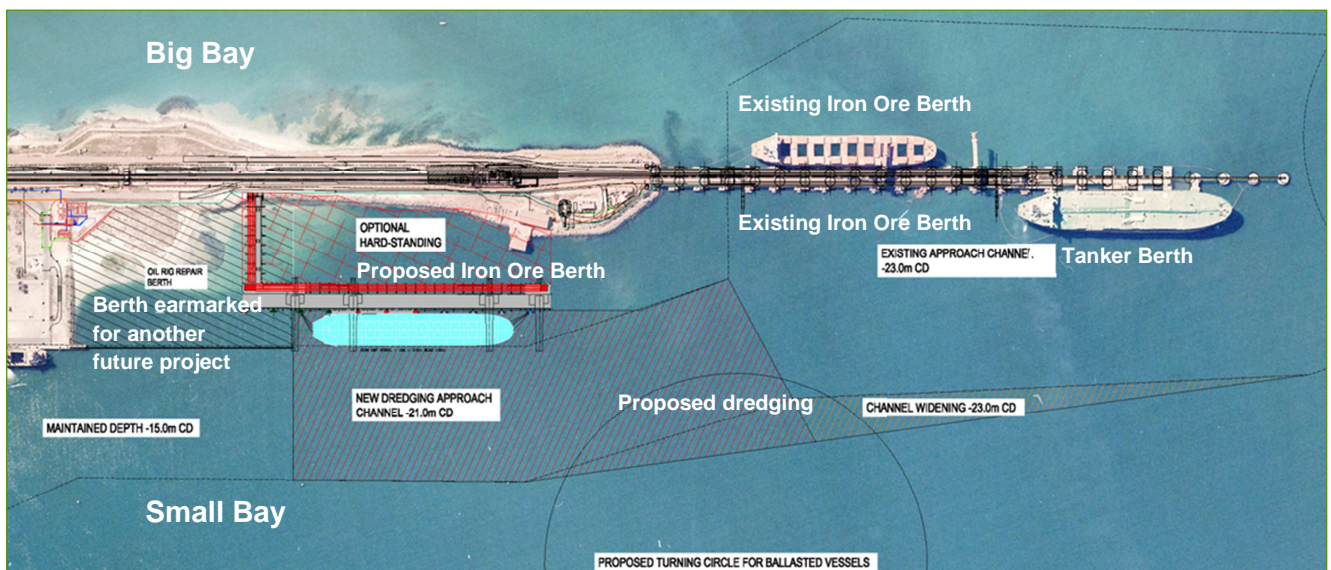 Big Bay
Existing Iron Ore Berth
Existing Iron Ore Berth
OPTIONAL
HARD-STANDING
EXISTING APPROACH CHANNEL.
-23.0m CD
Tanker Berth
Proposed Iron Ore Berth
OIL RIG REPAIR
BERTH
Berth earmarked
for another
future project
NEW DREDGING APPROACH
CHANNEL -21.0m CD
Proposed dredging
CHANNEL WIDENING -23.0m CD
MAINTAINED DEPTH -15.0m CD
Small Bay
PROPOSED TURNING CIRCLE FOR BALLASTED VESSELS